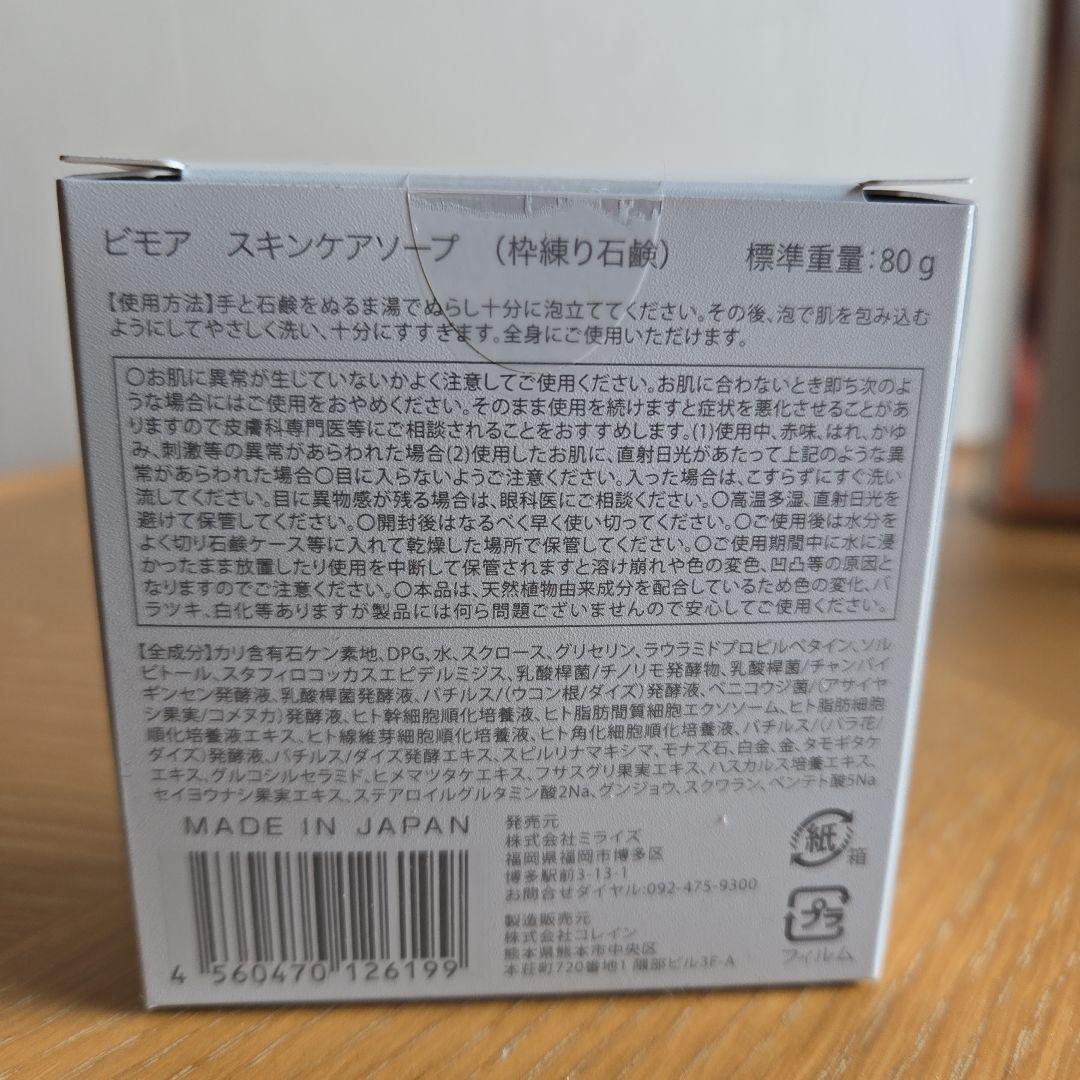 ビモア スキンケアソープ (枠練り石鹸) 標準重量:80g
【使用方法】手と石鹸をぬるま湯でぬらし十分に泡立ててください。その後、泡で肌を包み込む
ようにしてやさしく洗い、十分にすすぎます。全身にご使用いただけます。
〇お肌に異常が生じていないかよく注意してご使用ください。お肌に合わないとき即ち次のよ
うな場合にはご使用をおやめください。そのまま使用を続けますと症状を悪化させることがあ
りますので皮膚科専門医等にご相談されることをおすすめします。(1)使用中、赤味、はれ、かゆ
み、刺激等の異常があらわれた場合(2)使用したお肌に、直射日光があたって上記のような異
常があらわれた場合〇目に入らないようご注意ください。入った場合は、こすらずにすぐ洗い
流してください。目に異物感が残る場合は、眼科医にご相談ください。〇高温多湿、直射日光を
避けて保管してください。〇開封後はなるべく早く使い切ってください。〇ご使用後は水分を
よく切り石鹸ケース等に入れて乾燥した場所で保管してください。〇ご使用期間中に水に浸
かったまま放置したり使用を中断して保管されますと溶け崩れや色の変色、凹凸等の原因と
なりますのでご注意ください。〇本品は、天然植物由来成分を配合しているため色の変化、バ
ラツキ、白化等ありますが製品には何ら問題ございませんので安心してご使用ください。
【全成分】カリ含有石ケン素地、DPG、水、スクロース、グリセリン、ラウラミドプロピルベタイン、ソル
ビトール、スタフィロコッカスエピデルミジス、乳酸桿菌/チノリモ発酵物、乳酸桿菌/チャンバイ
ギンセン発酵液、乳酸桿菌発酵液、バチルス/(ウコン根/ダイズ)発酵液、ベニコウジ菌/(アサイヤ
シ果実/コメヌカ)発酵液、ヒト幹細胞順化培養液、ヒト脂肪間質細胞エクソソーム、ヒト脂肪細胞
順化培養液エキス、ヒト線維芽細胞順化培養液、ヒト角化細胞順化培養液、バチルス/(バラ花/
ダイズ)発酵液、バチルス/ダイズ発酵エキス、スピルリナマキシマ、モナズ石、白金、金、タモギタケ
エキス、グルコシルセラミド、ヒメマツタケエキス、フサスグリ果実エキス、ハスカルス培養エキス、
セイヨウナシ果実エキス、ステアロイルグルタミン酸2Na、グンジョウ、スクワラン、ペンテト酸5Na
MADE IN JAPAN
発売元
株式会社ミライズ
福岡県福岡市博多区
博多駅前3-13-1
お問合せダイヤル:092-475-9300
製造販売元
株式会社コレイン
熊本県熊本市中央区
本荘町720番地1 隈部ビル3F-A
4 560470 126199
紙
箱
プラ
フィルム